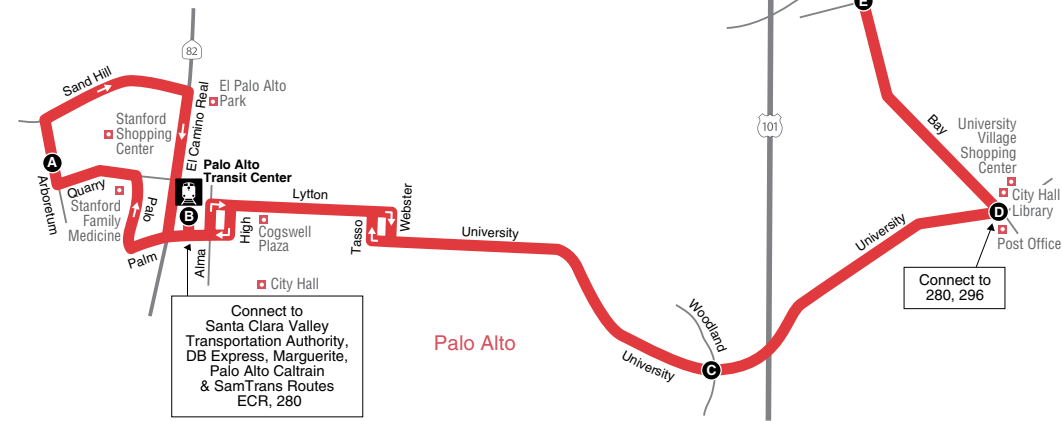 E
82
Sand Hill
El Palo Alto
Park
El Camino Real
Stanford
Shopping
Center
101
Bay
University
Village
Shopping
Center
A
Palo Alto
Transit Center
Arboretum
Quarry
Palo
Stanford
Family
Medicine
Lytton
Webster
City Hall
Library
B
D
High
Cogswell
Plaza
Tasso
University
University
Post Office
Palm
Alma
City Hall
Connect to
280, 296
Connect to
Santa Clara Valley
Transportation Authority,
DB Express, Marguerite,
Palo Alto Caltrain
& SamTrans Routes
ECR, 280
Palo Alto
Woodland
University
C